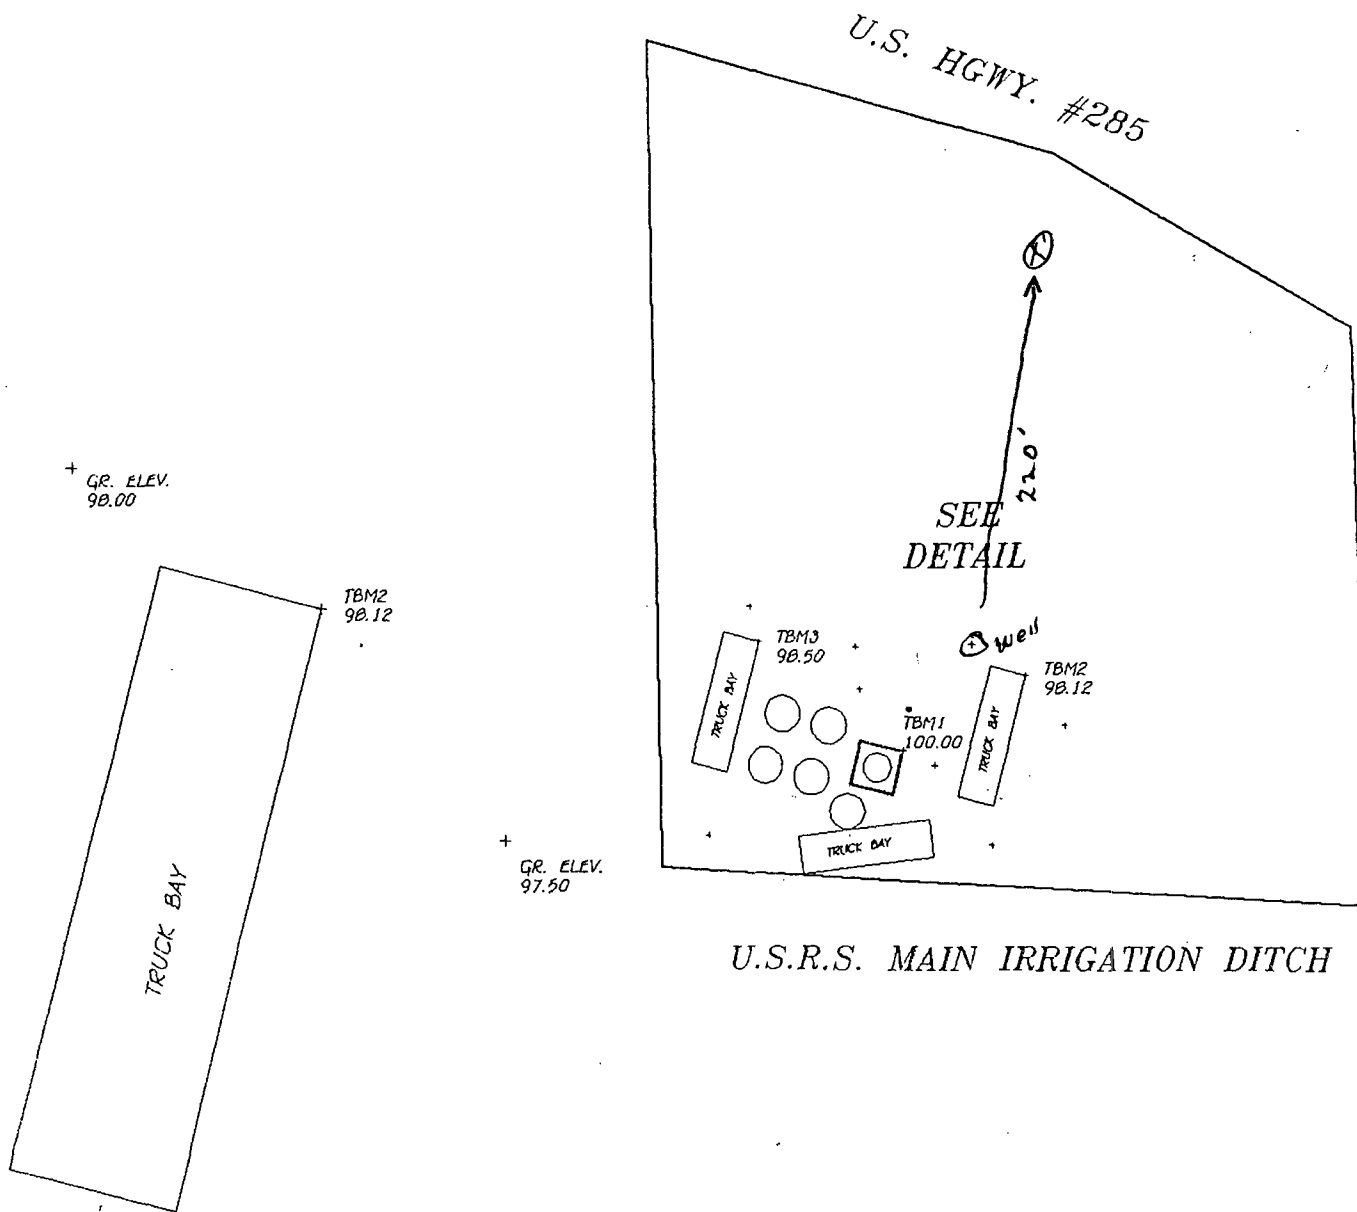 U.S. HGWY. #285
220'
SEE
DETAIL
GR. ELEV.
98.00
TBM2
98.12
TBM3
98.50
well
TBM2
98.12
TRUCK BAY
TBM1
100.00
TRUCK BAY
TRUCK BAY
GR. ELEV.
97.50
TRUCK BAY
U.S.R.S. MAIN IRRIGATION DITCH